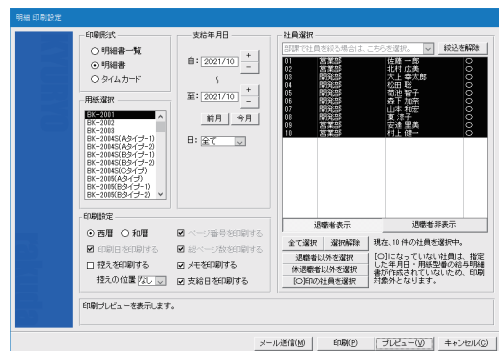 明細 印刷設定
印刷形式
明細書一覧
明細書
タイムカード
支給年月日
自: 2021/10 + -
～
至: 2021/10 + -
前月 今月
日: 全て
用紙選択
BK-2001
BK-2002
BK-2003
BK-2004S(Aタイプ-1)
BK-2004S(Aタイプ-2)
BK-2004S(Bタイプ-1)
BK-2004S(Bタイプ-2)
BK-2004S(Cタイプ)
BK-2005(Aタイプ)
BK-2005(Bタイプ-1)
BK-2005(Bタイプ-2)
印刷設定
西暦 和暦
印刷日を印刷する
控えを印刷する
控えの位置 なし
ページ番号を印刷する
総ページ数を印刷する
メモを印刷する
支給日を印刷する
社員選択
部課で社員を絞る場合は、こちらを選択。 絞込を解除
01 営業部 佐藤 一郎 〇
02 営業部 北村 広美 〇
03 開発部 大上 幸太郎 〇
04 開発部 松田 聡 〇
05 開発部 菊池 智子 〇
06 開発部 森下 加奈 〇
07 開発部 山本 和宏 〇
08 開発部 東 涼子 〇
09 営業部 安達 里美 〇
10 営業部 村上 健一 〇
退職者表示 退職者非表示
全て選択 選択解除 現在、10 件の社員を選択中。
退職者以外を選択
休退職者以外を選択
[〇]印の社員を選択
[〇]になっていない社員は、指定
した年月日・用紙型番の給与明細
書が作成されていないため、印刷
対象外となります。
印刷プレビューを表示します。
メール送信(M) 印刷(P) プレビュー(V) キャンセル(C)